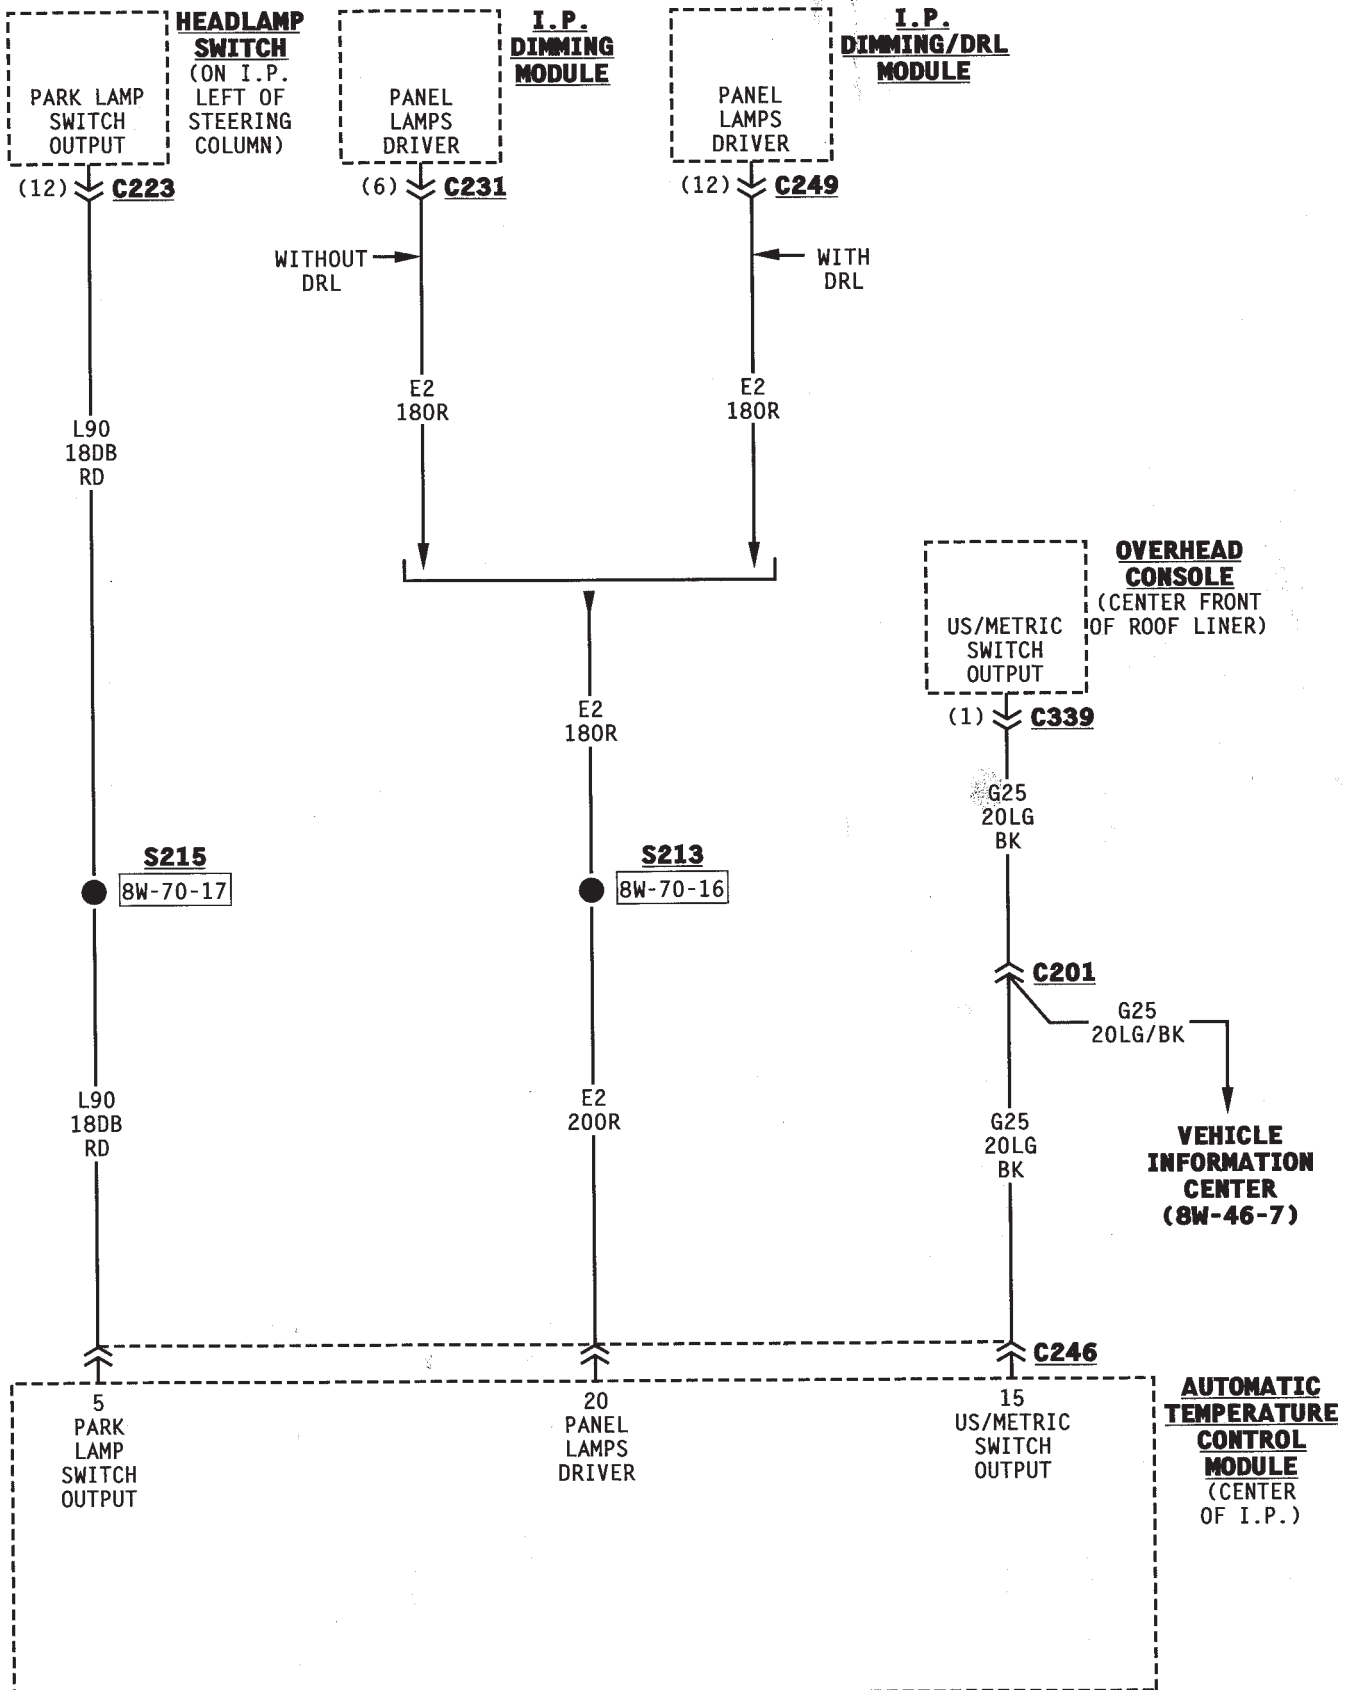 HEADLAMP
SWITCH
(ON I.P.
LEFT OF
STEERING
COLUMN)
PARK LAMP
SWITCH
OUTPUT
(12)
C223
I.P.
DIMMING
MODULE
PANEL
LAMPS
DRIVER
(6)
C231
I.P.
DIMMING/DRL
MODULE
PANEL
LAMPS
DRIVER
(12)
C249
WITHOUT
DRL
WITH
DRL
E2
18OR
E2
18OR
L90
18DB
RD
OVERHEAD
CONSOLE
(CENTER FRONT
OF ROOF LINER)
US/METRIC
SWITCH
OUTPUT
(1)
C339
E2
18OR
G25
20LG
BK
S215
8W-70-17
S213
8W-70-16
C201
G25
20LG/BK
L90
18DB
RD
E2
20OR
G25
20LG
BK
VEHICLE
INFORMATION
CENTER
(8W-46-7)
C246
5
PARK
LAMP
SWITCH
OUTPUT
20
PANEL
LAMPS
DRIVER
15
US/METRIC
SWITCH
OUTPUT
AUTOMATIC
TEMPERATURE
CONTROL
MODULE
(CENTER
OF I.P.)